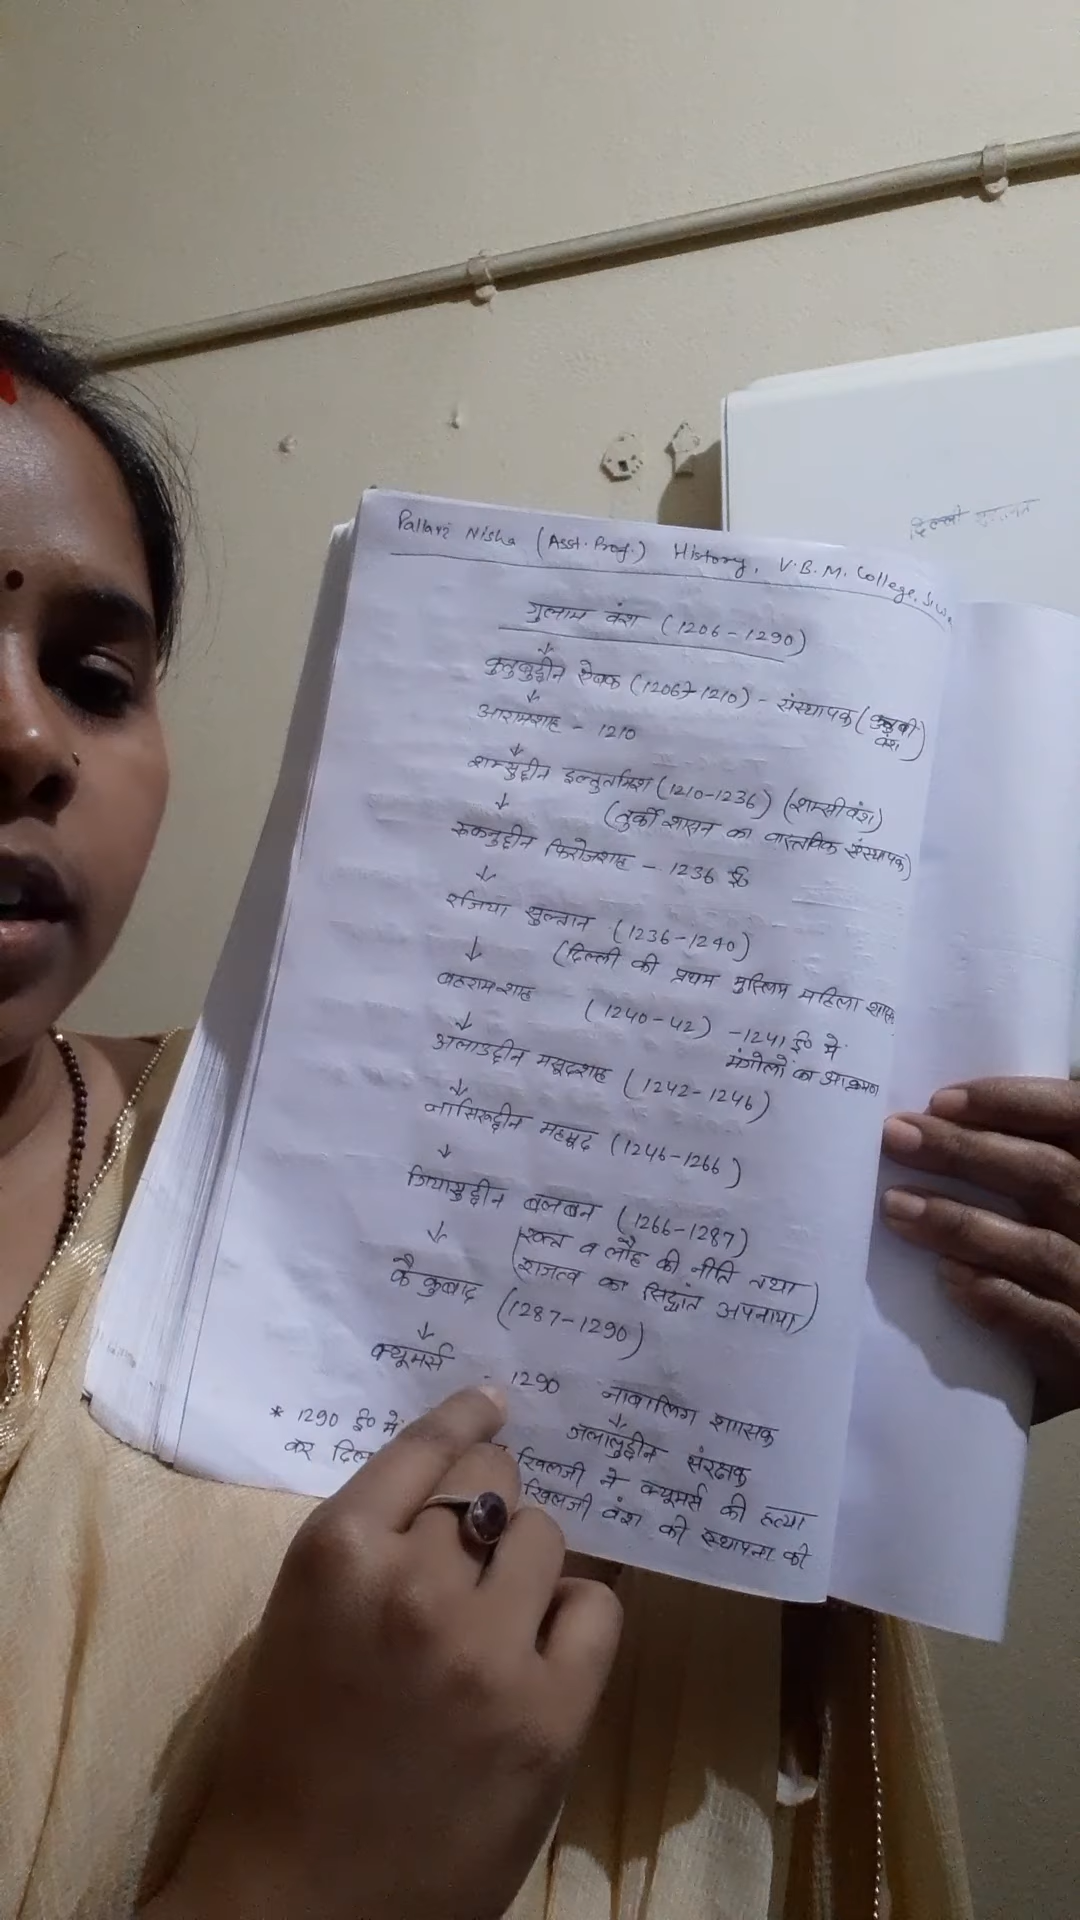 Pallavi Nisha (Asst. Prof.) History, V.B.M. College,
दिल्ली
गुलाम वंश (1206-1290)
कुतुबुद्दीन ऐबक (1206-1210) - संस्थापक (कुतुबी वंश)
आरामशाह - 1210
शम्सुद्दीन इल्तुतमिश (1210-1236) (शम्सी वंश)
(तुर्की शासन का वास्तविक संस्थापक)
रूकनुद्दीन फिरोजशाह - 1236 ई०
रजिया सुल्तान (1236-1240)
(दिल्ली की प्रथम मुस्लिम महिला
बहरामशाह (1240-42) - 1241 ई० में
मंगोलों का आक्रमण
अलाउद्दीन मसूदशाह (1242-1246)
नासिरुद्दीन महमूद (1246-1266)
गियासुद्दीन बलबन (1266-1287)
(रक्त व लौह की नीति तथा
राजत्व का सिद्धांत अपनाया)
कैकुबाद (1287-1290)
क्यूमर्स - 1290 नाबालिग शासक
जलालुद्दीन संरक्षक
* 1290 ई० में खिलजी ने क्यूमर्स की हत्या
कर खिलजी वंश की स्थापना की